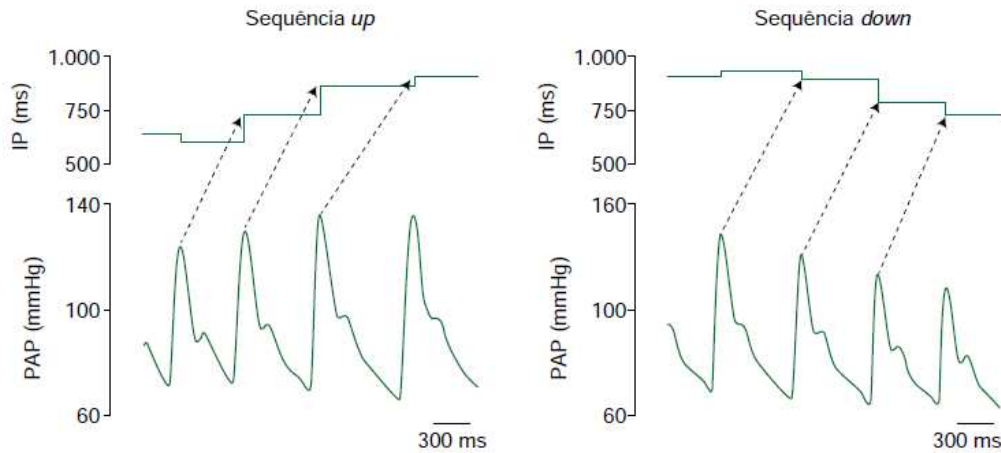 Sequência up
1.000
750
500
IP (ms)
140
100
60
PAP (mmHg)
300 ms
Sequência down
1.000
750
500
IP (ms)
160
100
60
PAP (mmHg)
300 ms